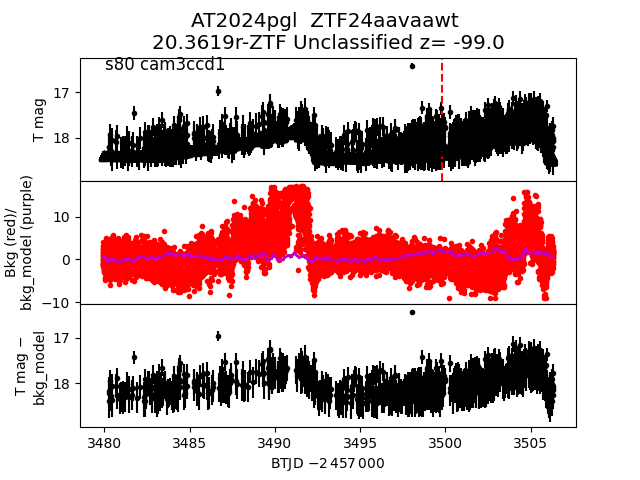 AT2024pgl  ZTF24aavaawt
20.3619r-ZTF Unclassified z= -99.0
s80 cam3ccd1
T mag
17
18
Bkg (red)/
bkg_model (purple)
10
0
−10
T mag −
bkg_model
17
18
3480 3485 3490 3495 3500 3505
BTJD −2 457 000